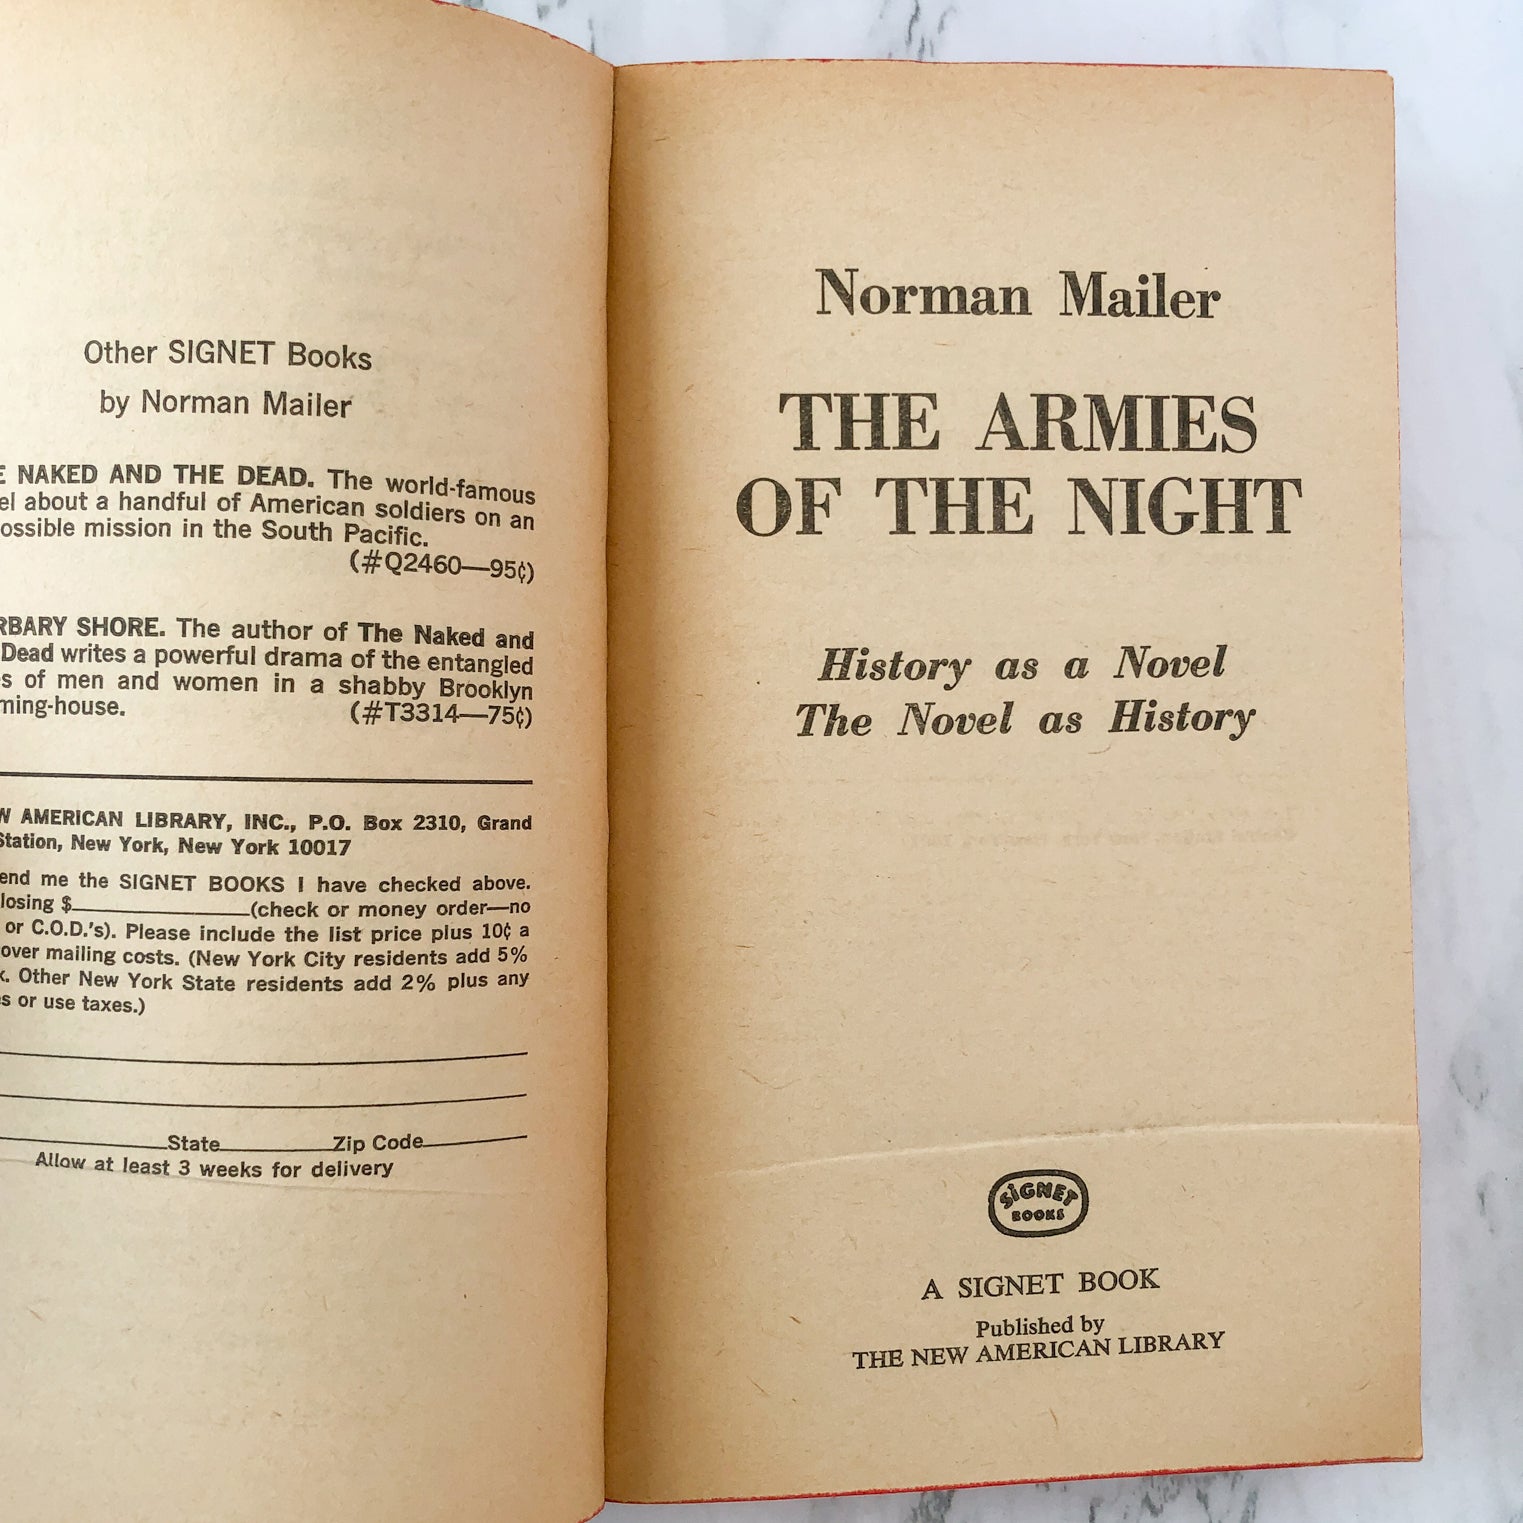 Other SIGNET Books
by Norman Mailer
NAKED AND THE DEAD. The world-famous
about a handful of American soldiers on an
mission in the South Pacific.
(#Q2460—95¢)
SHORE. The author of The Naked and
Dead writes a powerful drama of the entangled
of men and women in a shabby Brooklyn
ming-house. (#T3314—75¢)
AMERICAN LIBRARY, INC., P.O. Box 2310, Grand
Station, New York, New York 10017
me the SIGNET BOOKS I have checked above.
$ (check or money order—no
or C.O.D.'s). Please include the list price plus 10¢ a
over mailing costs. (New York City residents add 5%
Other New York State residents add 2% plus any
or use taxes.)
State Zip Code
Allow at least 3 weeks for delivery
Norman Mailer
THE ARMIES
OF THE NIGHT
History as a Novel
The Novel as History
SIGNET
BOOKS
A SIGNET BOOK
Published by
THE NEW AMERICAN LIBRARY